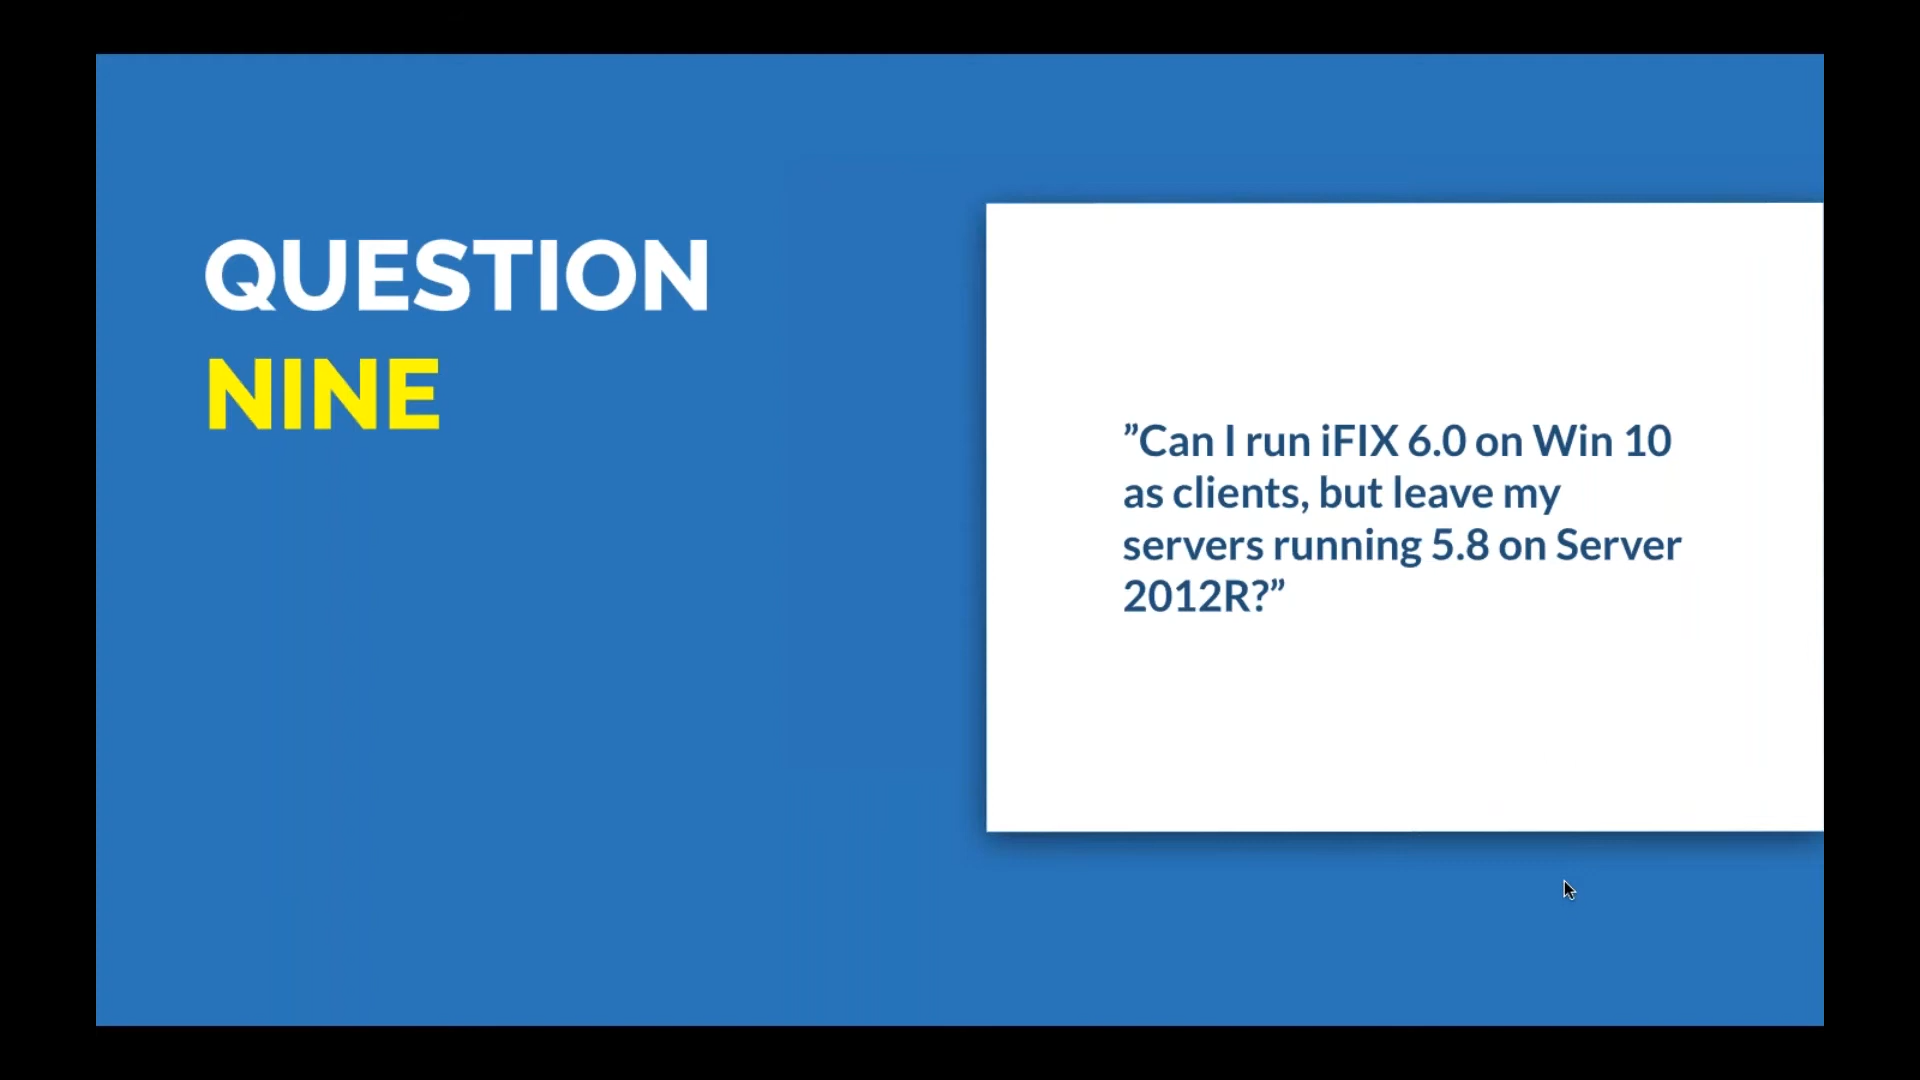 QUESTION
NINE
”Can I run iFIX 6.0 on Win 10
as clients, but leave my
servers running 5.8 on Server
2012R?”